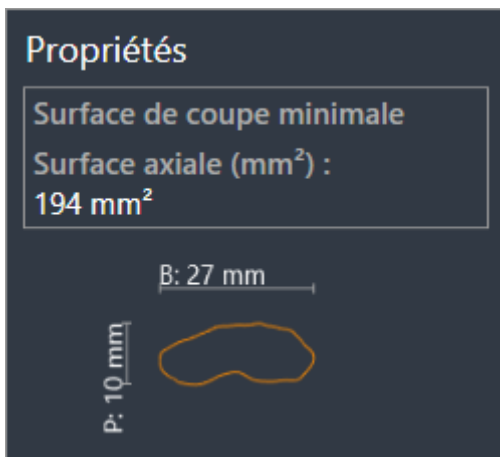 Propriétés
Surface de coupe minimale
Surface axiale (mm²) :
194 mm²
B: 27 mm
P: 10 mm